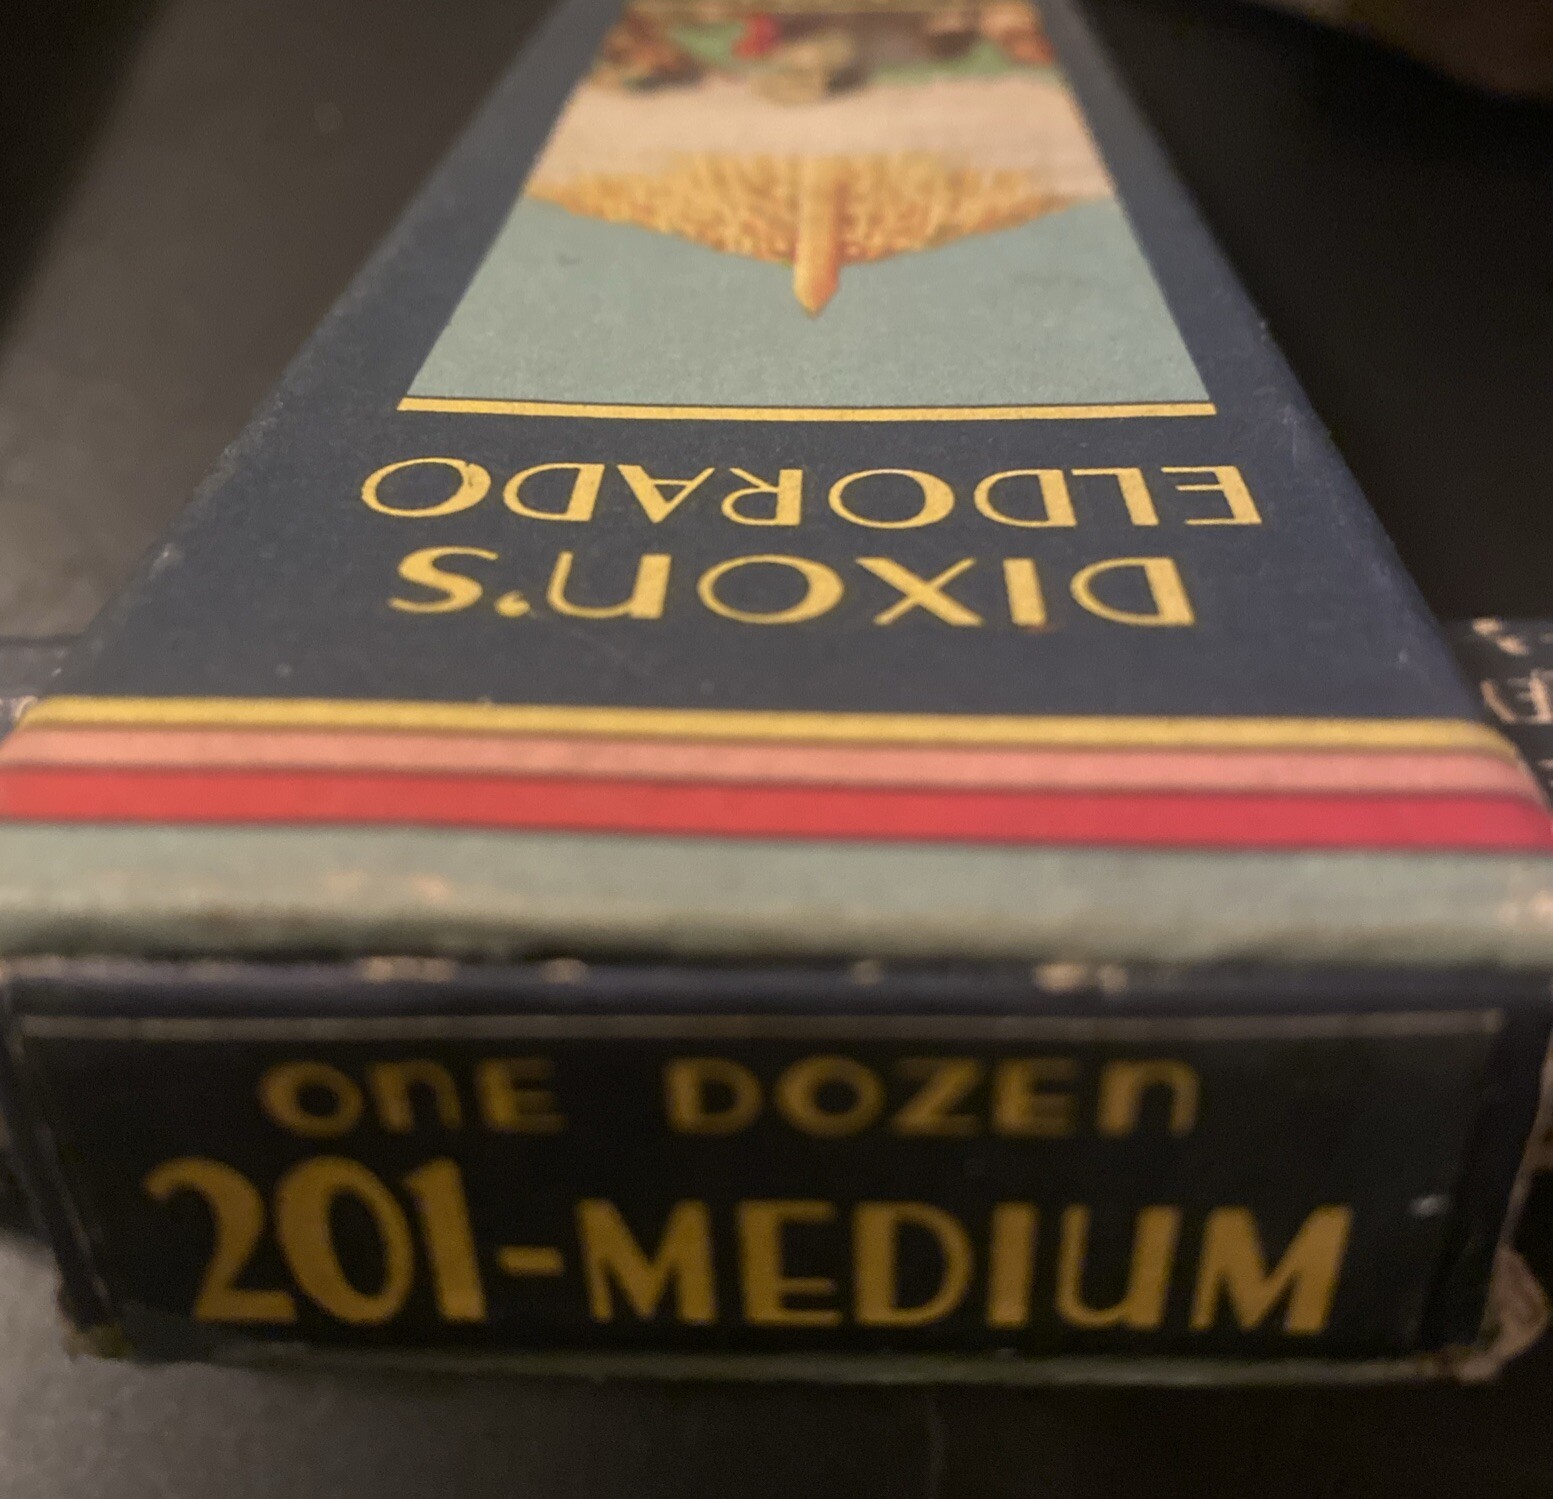 DIXON'S
ELDORADO
ONE DOZEN
201-MEDIUM